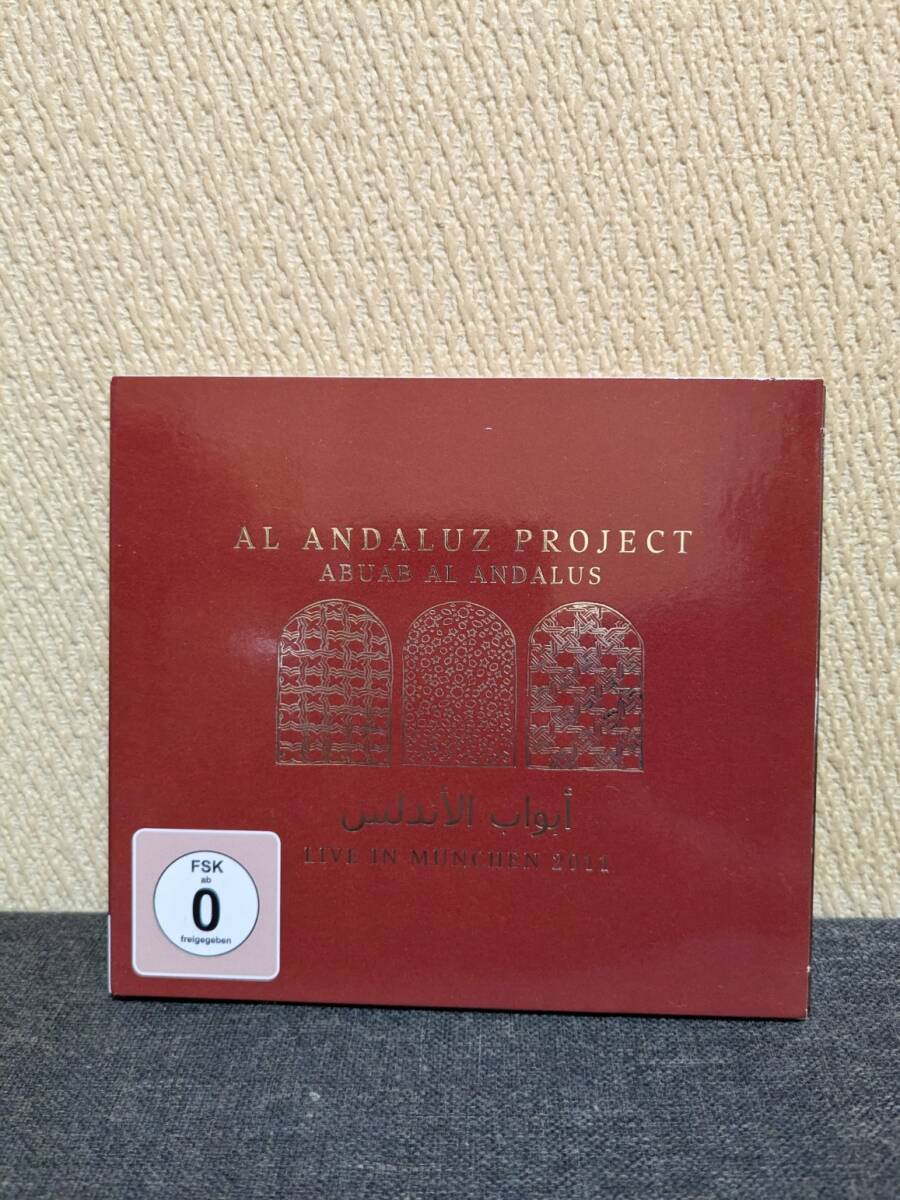 AL ANDALUZ PROJECT
ABUAB AL ANDALUS
أبواب الأندلس
LIVE IN MÜNCHEN 2011
FSK
ab
0
freigegeben